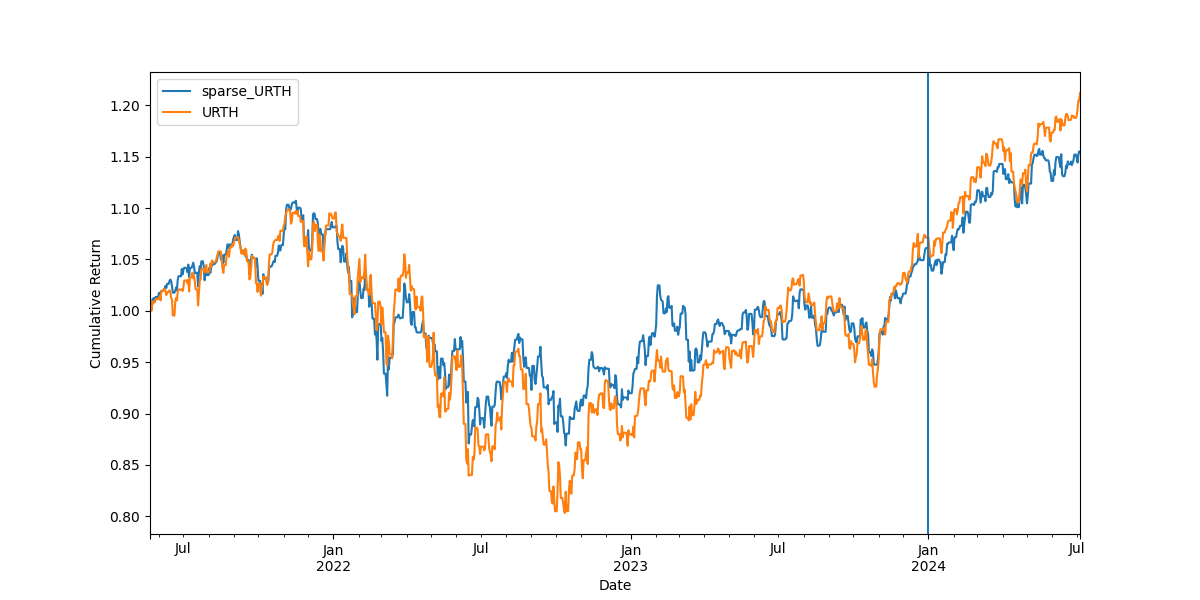 sparse_URTH
URTH
Cumulative Return
1.20
1.15
1.10
1.05
1.00
0.95
0.90
0.85
0.80
Jul
Jan
2022
Jul
Jan
2023
Jul
Jan
2024
Jul
Date